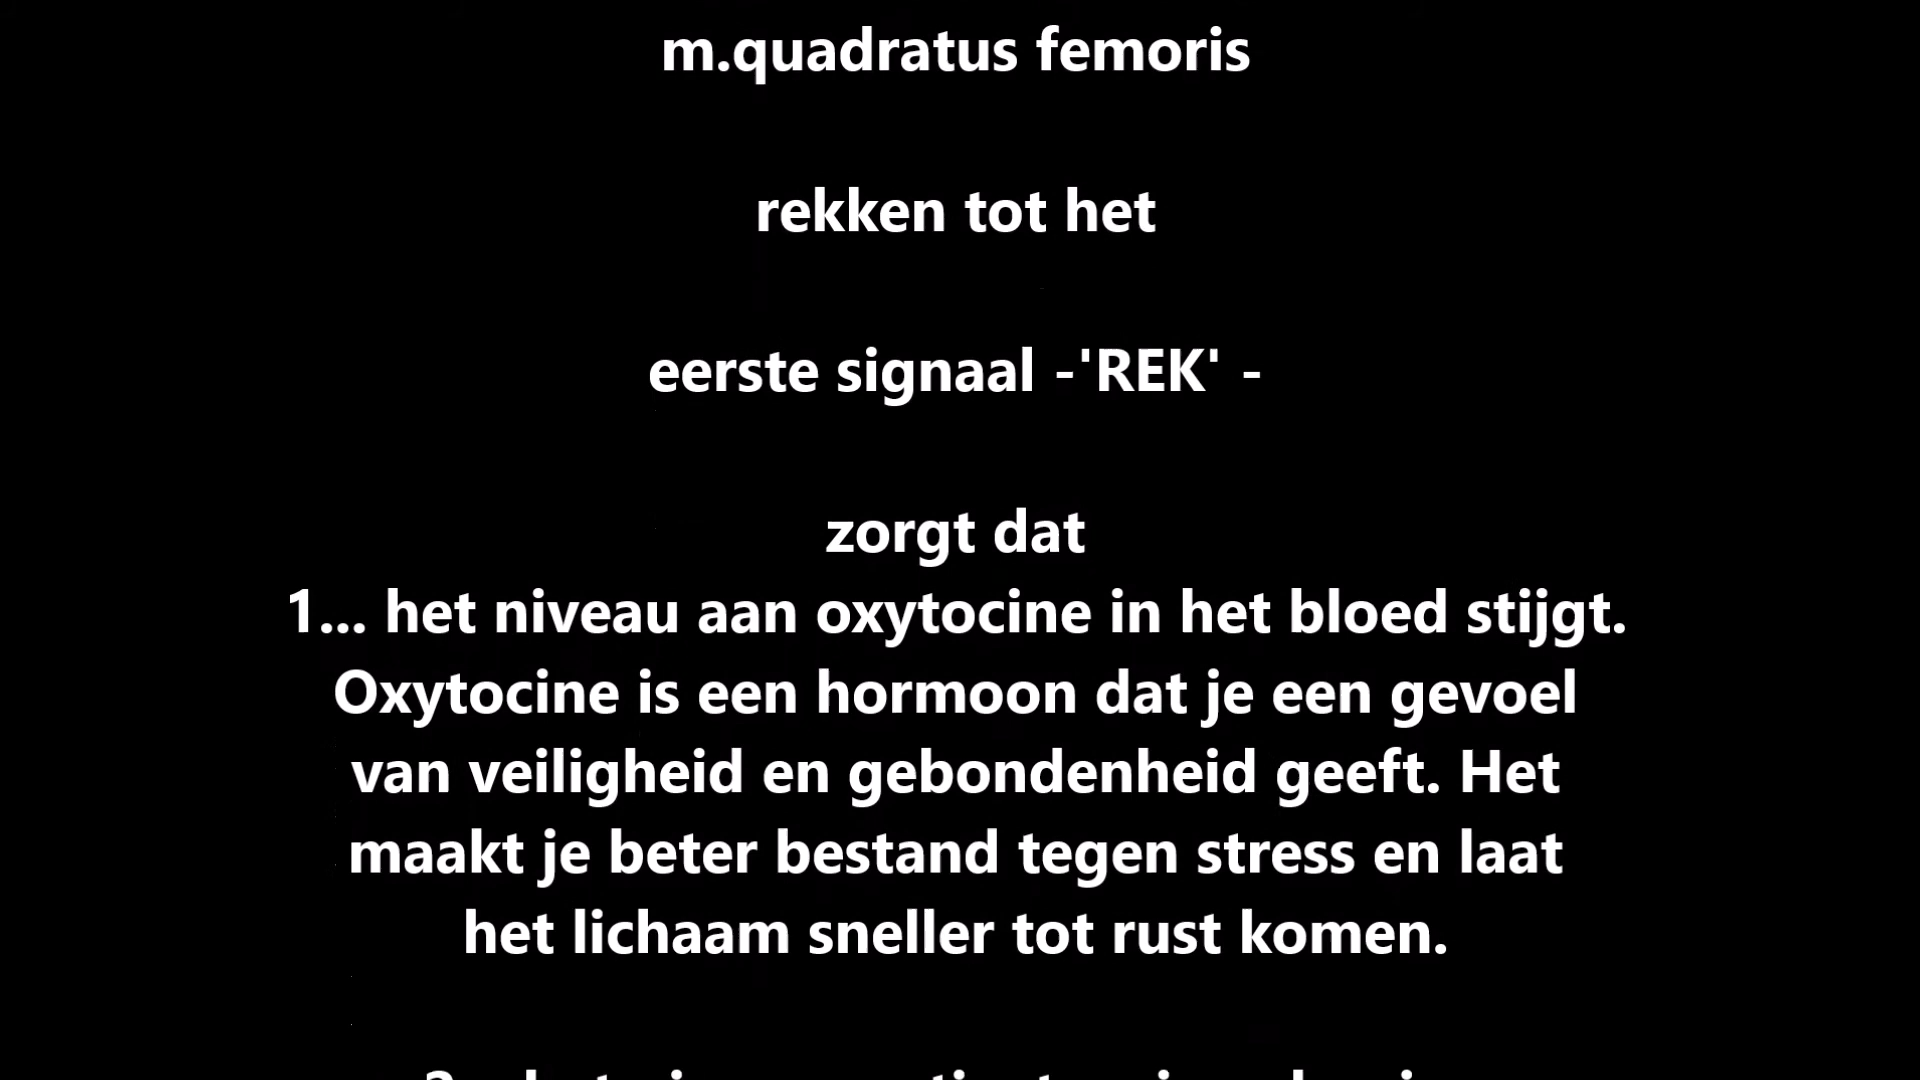 m.quadratus femoris
rekken tot het
eerste signaal -'REK' -
zorgt dat
1... het niveau aan oxytocine in het bloed stijgt.
Oxytocine is een hormoon dat je een gevoel
van veiligheid en gebondenheid geeft. Het
maakt je beter bestand tegen stress en laat
het lichaam sneller tot rust komen.